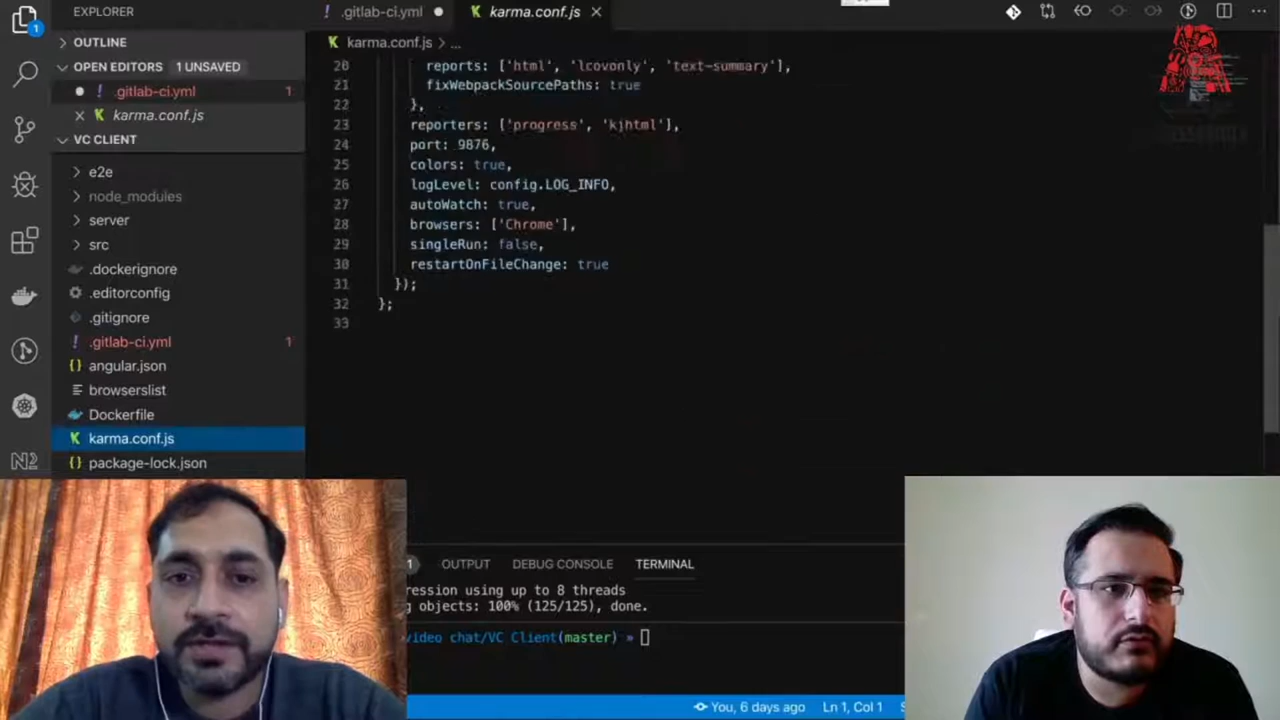 EXPLORER
.gitlab-ci.yml
karma.conf.js
OUTLINE
karma.conf.js > ...
OPEN EDITORS 1 UNSAVED
.gitlab-ci.yml 1
karma.conf.js
VC CLIENT
e2e
node_modules
server
src
.dockerignore
.editorconfig
.gitignore
.gitlab-ci.yml 1
angular.json
browserslist
Dockerfile
karma.conf.js
package-lock.json
20 reports: ['html', 'lcovonly', 'text-summary'],
21 fixWebpackSourcePaths: true
22 },
23 reporters: ['progress', 'kjhtml'],
24 port: 9876,
25 colors: true,
26 logLevel: config.LOG_INFO,
27 autoWatch: true,
28 browsers: ['Chrome'],
29 singleRun: false,
30 restartOnFileChange: true
31 });
32 };
33
1 OUTPUT DEBUG CONSOLE TERMINAL
ression using up to 8 threads
g objects: 100% (125/125), done.
video chat/VC Client(master) »
You, 6 days ago Ln 1, Col 1